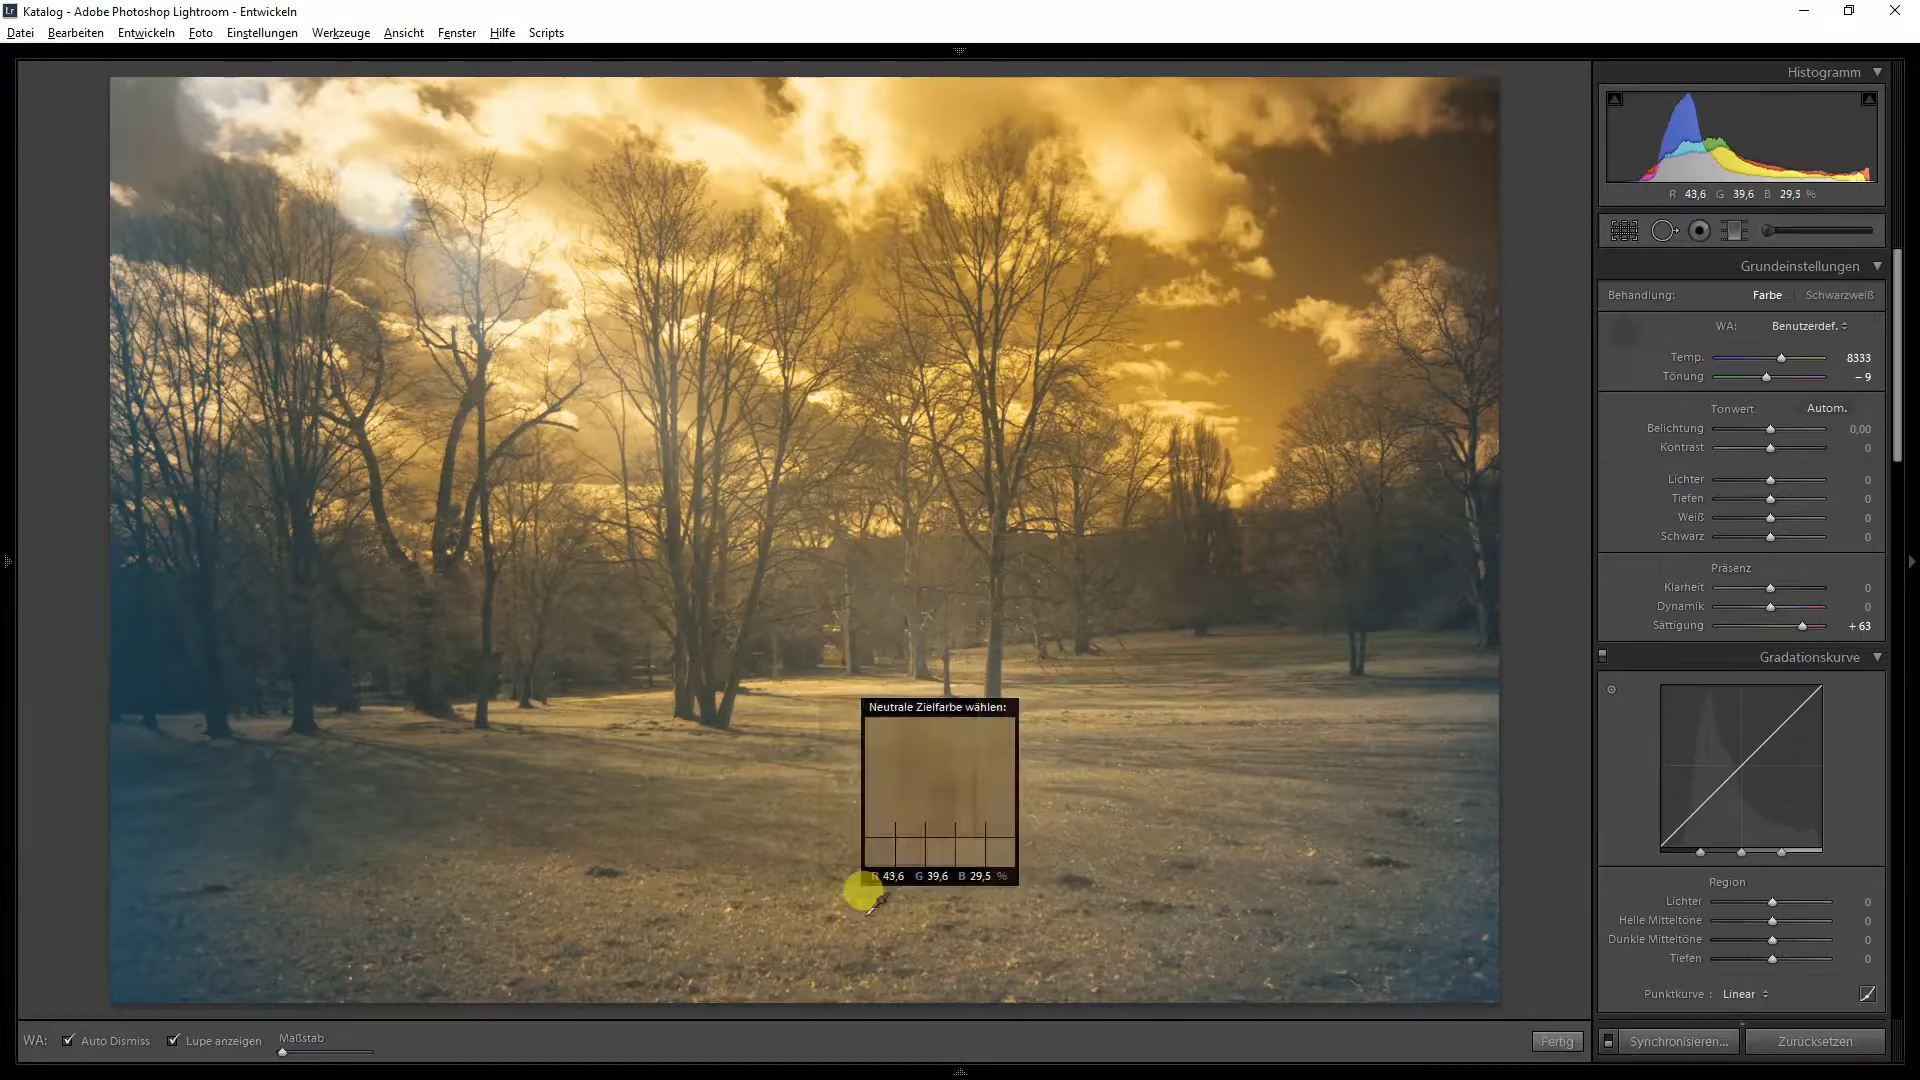 Lr Katalog - Adobe Photoshop Lightroom - Entwickeln
Datei Bearbeiten Entwickeln Foto Einstellungen Werkzeuge Ansicht Fenster Hilfe Scripts
Histogramm
R 43,6 G 39,6 B 29,5 %
Grundeinstellungen
Behandlung: Farbe Schwarzweiß
WA: Benutzerdef.
Temp. 8333
Tönung – 9
Tonwert Autom.
Belichtung 0,00
Kontrast 0
Lichter 0
Tiefen 0
Weiß 0
Schwarz 0
Präsenz
Klarheit 0
Dynamik 0
Sättigung + 63
Gradationskurve
Neutrale Zielfarbe wählen:
R 43,6 G 39,6 B 29,5 %
Region
Lichter 0
Helle Mitteltöne 0
Dunkle Mitteltöne 0
Tiefen 0
Punktkurve : Linear
WA: Auto Dismiss Lupe anzeigen Maßstab Fertig
Synchronisieren... Zurücksetzen